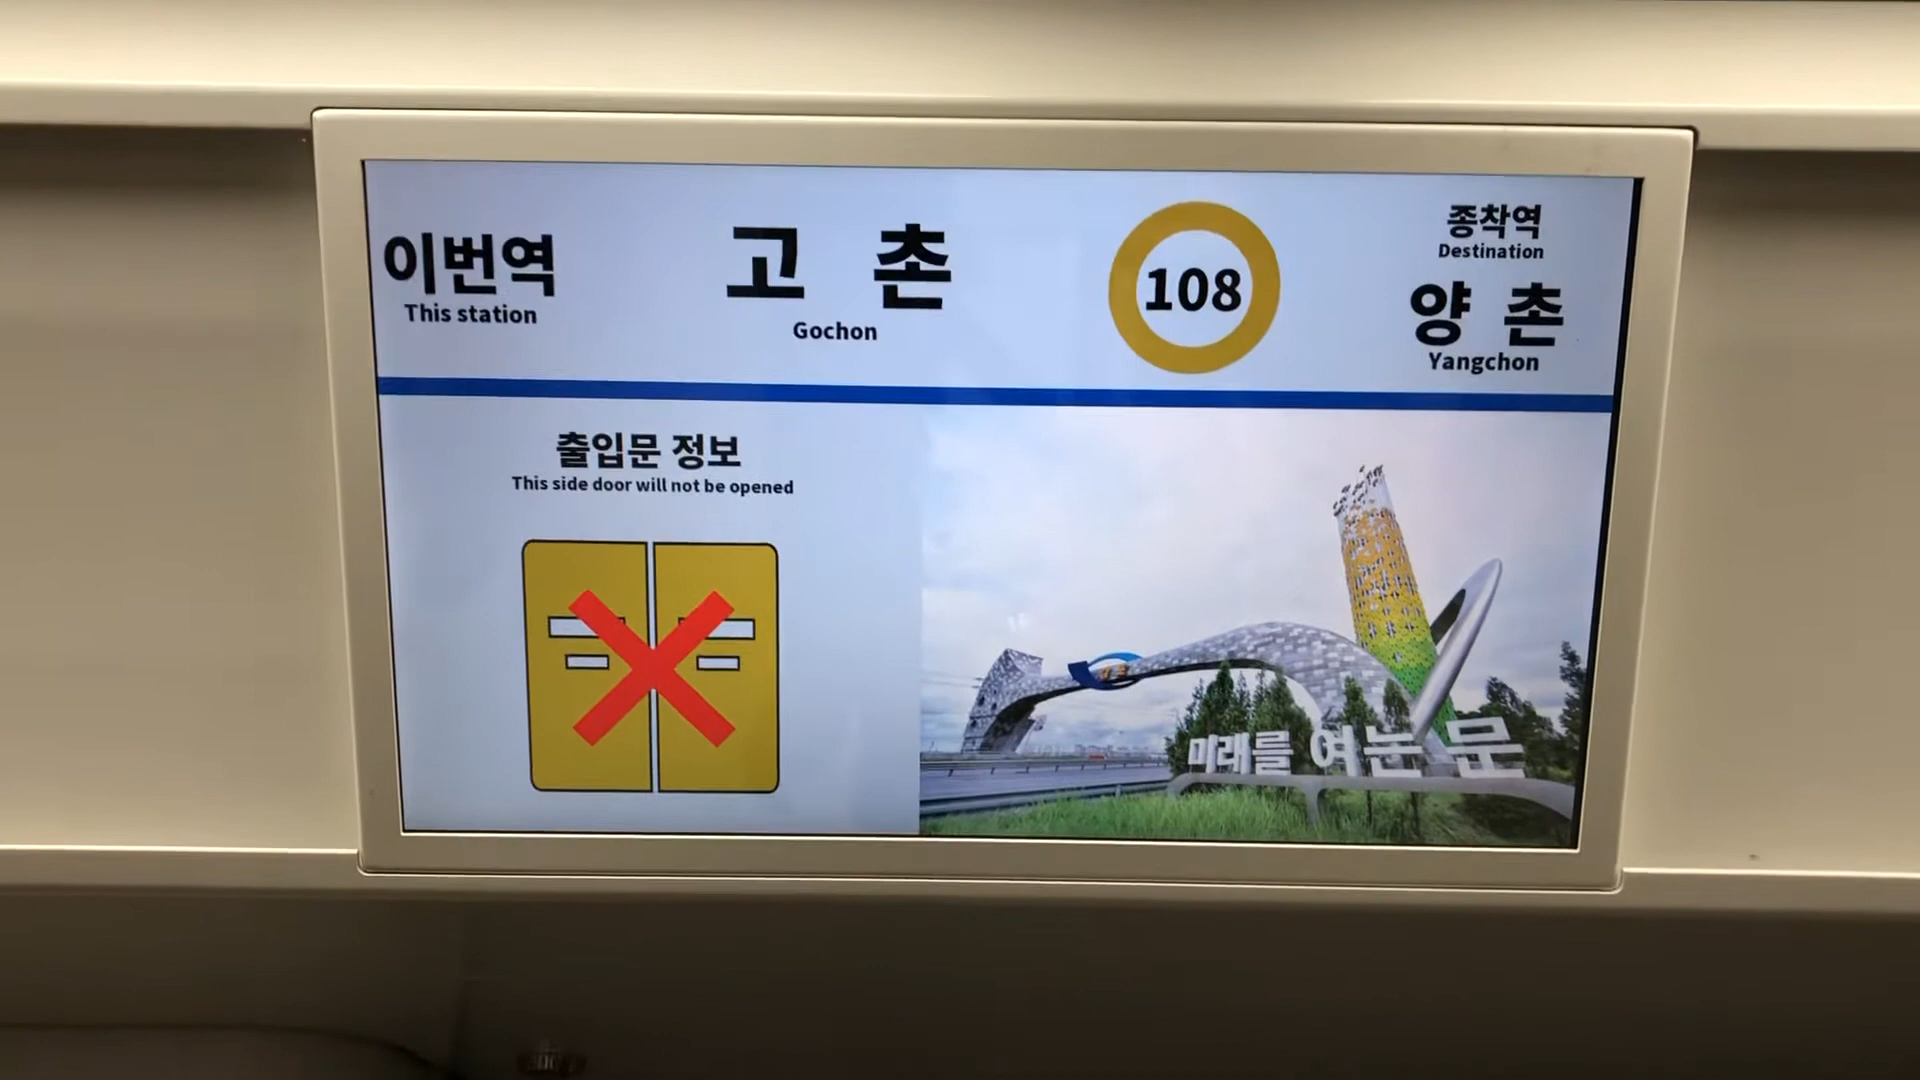 이번역
This station
고 촌
Gochon
108
종착역
Destination
양 촌
Yangchon
출입문 정보
This side door will not be opened
미래를 여는 문